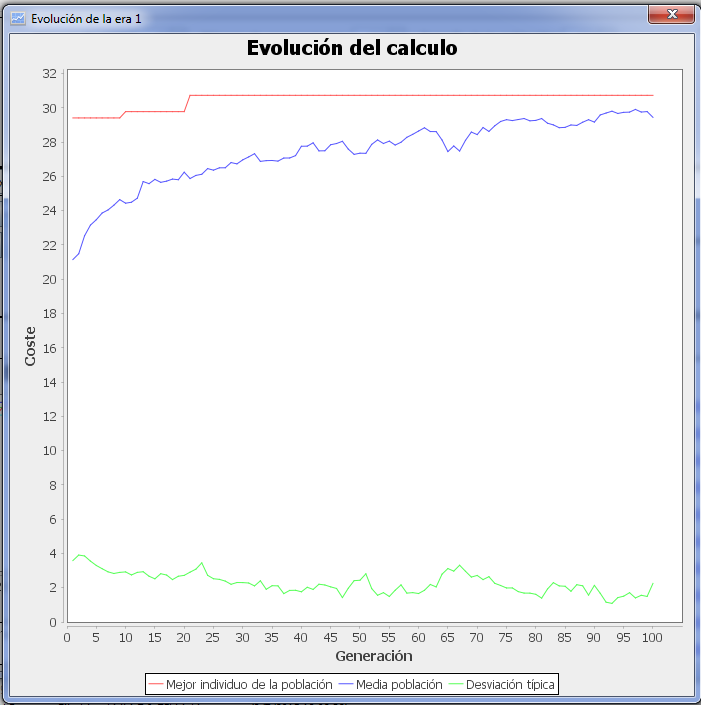 Evolución de la era 1
Evolución del calculo
32
30
28
26
24
22
20
18
16
14
12
10
8
6
4
2
0
Coste
0 5 10 15 20 25 30 35 40 45 50 55 60 65 70 75 80 85 90 95 100
Generación
Mejor individuo de la población Media población Desviación típica